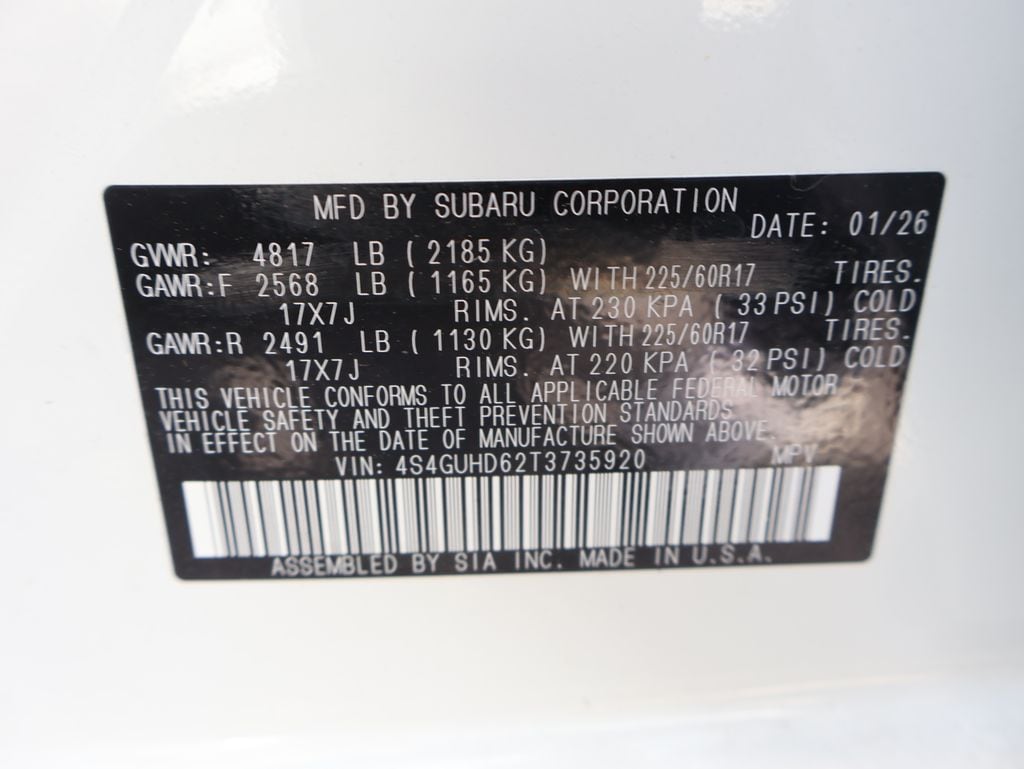 MFD BY SUBARU CORPORATION
DATE: 01/26
GVWR: 4817 LB ( 2185 KG)
GAWR:F 2568 LB ( 1165 KG) WITH 225/60R17 TIRES.
17X7J RIMS. AT 230 KPA ( 33 PSI) COLD
GAWR:R 2491 LB ( 1130 KG) WITH 225/60R17 TIRES.
17X7J RIMS. AT 220 KPA ( 32 PSI) COLD
THIS VEHICLE CONFORMS TO ALL APPLICABLE FEDERAL MOTOR
VEHICLE SAFETY AND THEFT PREVENTION STANDARDS
IN EFFECT ON THE DATE OF MANUFACTURE SHOWN ABOVE.
VIN: 4S4GUHD62T3735920 MPV
ASSEMBLED BY SIA INC. MADE IN U.S.A.